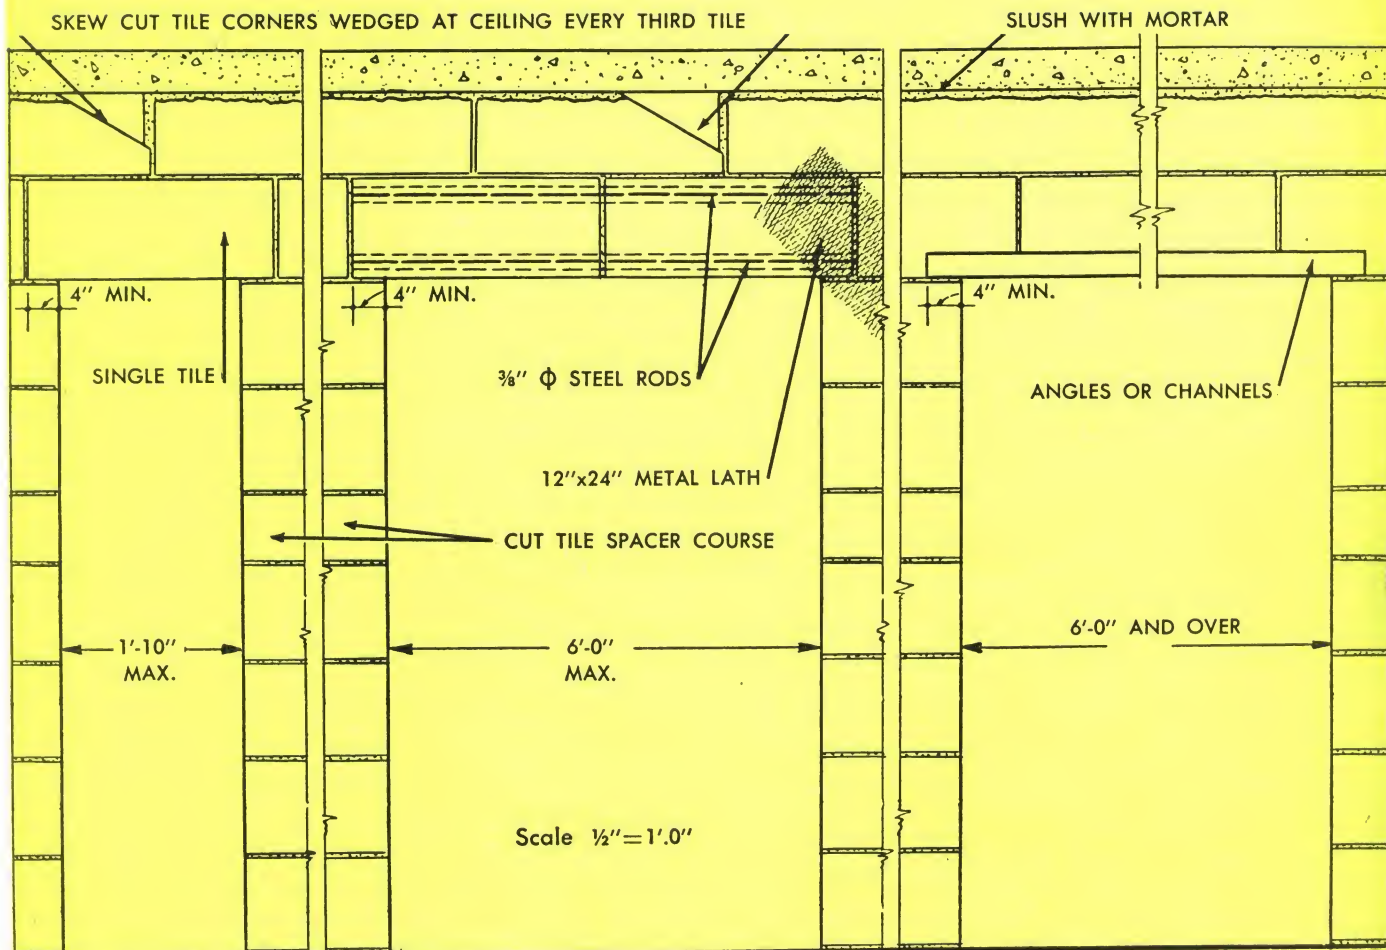 SKEW CUT TILE CORNERS WEDGED AT CEILING EVERY THIRD TILE
SLUSH WITH MORTAR
4" MIN.
4" MIN.
4" MIN.
SINGLE TILE
⅜" ϕ STEEL RODS
ANGLES OR CHANNELS
12"x24" METAL LATH
CUT TILE SPACER COURSE
1'-10"
MAX.
6'-0"
MAX.
6'-0" AND OVER
Scale ½"=1'.0"